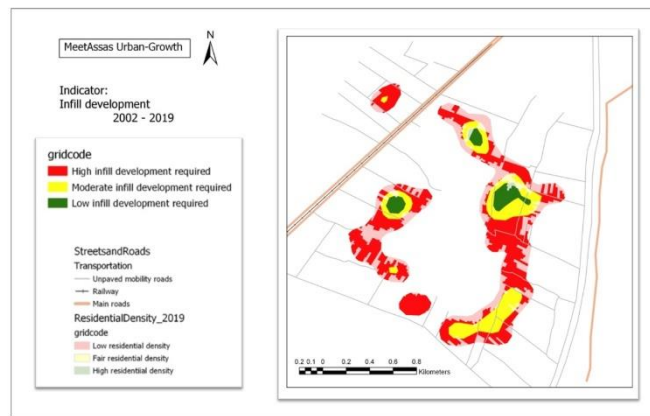 MeetAssas Urban-Growth
N
Indicator:
Infill development
2002 - 2019
gridcode
High infill development required
Moderate infill development required
Low infill development required
StreetsandRoads
Transportation
Unpaved mobility roads
Railway
Main roads
ResidentialDensity_2019
gridcode
Low residential density
Fair residential density
High residentiial density
0.2 0.1 0 0.2 0.4 0.6 0.8
Kilometers